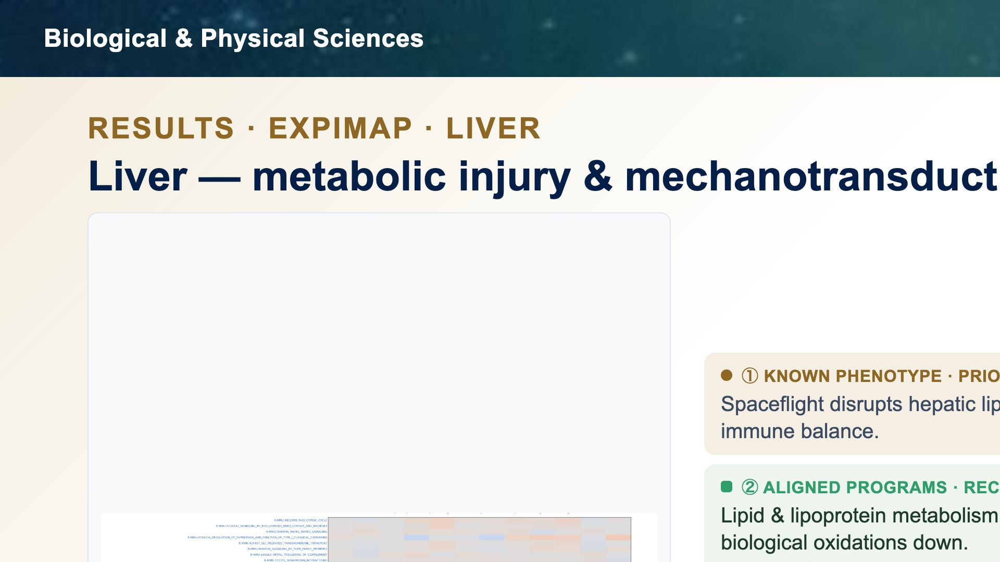 Biological & Physical Sciences
RESULTS · EXPIMAP · LIVER
Liver — metabolic injury & mechanotransduct
① KNOWN PHENOTYPE · PRIO
Spaceflight disrupts hepatic lip
immune balance.
② ALIGNED PROGRAMS · REC
Lipid & lipoprotein metabolism
biological oxidations down.
R-MMU-9012999_RHO_GTPASE_CYCLE
R-MMU-9716542_SIGNALING_BY_RHO_GTPASES_MIRO_GTPASES_AND_RHOBTB3
R-MMU-5684996_MAPK1_MAPK3_SIGNALING
R-MMU-9764274_REGULATION_OF_EXPRESSION_AND_FUNCTION_OF_TYPE_I_CLASSICAL_CADHERINS
R-MMU-425407_SLC_MEDIATED_TRANSMEMBRANE_TRANSPORT
R-MMU-9006936_SIGNALING_BY_TGFB_FAMILY_MEMBERS
R-MMU-166663_INITIAL_TRIGGERING_OF_COMPLEMENT
R-MMU-373755_SEMAPHORIN_INTERACTIONS